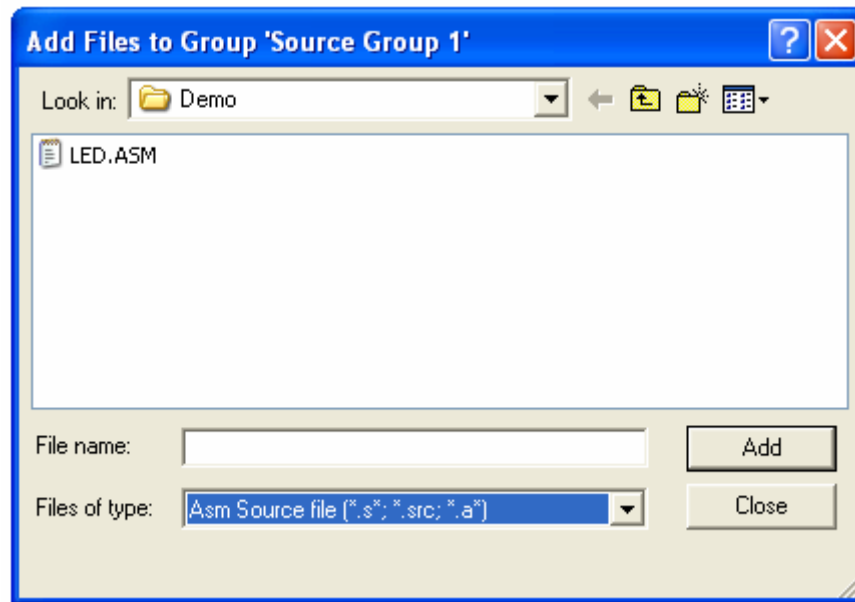 Add Files to Group 'Source Group 1'
Look in: Demo
LED.ASM
File name:
Add
Files of type: Asm Source file (*.s*; *.src; *.a*)
Close